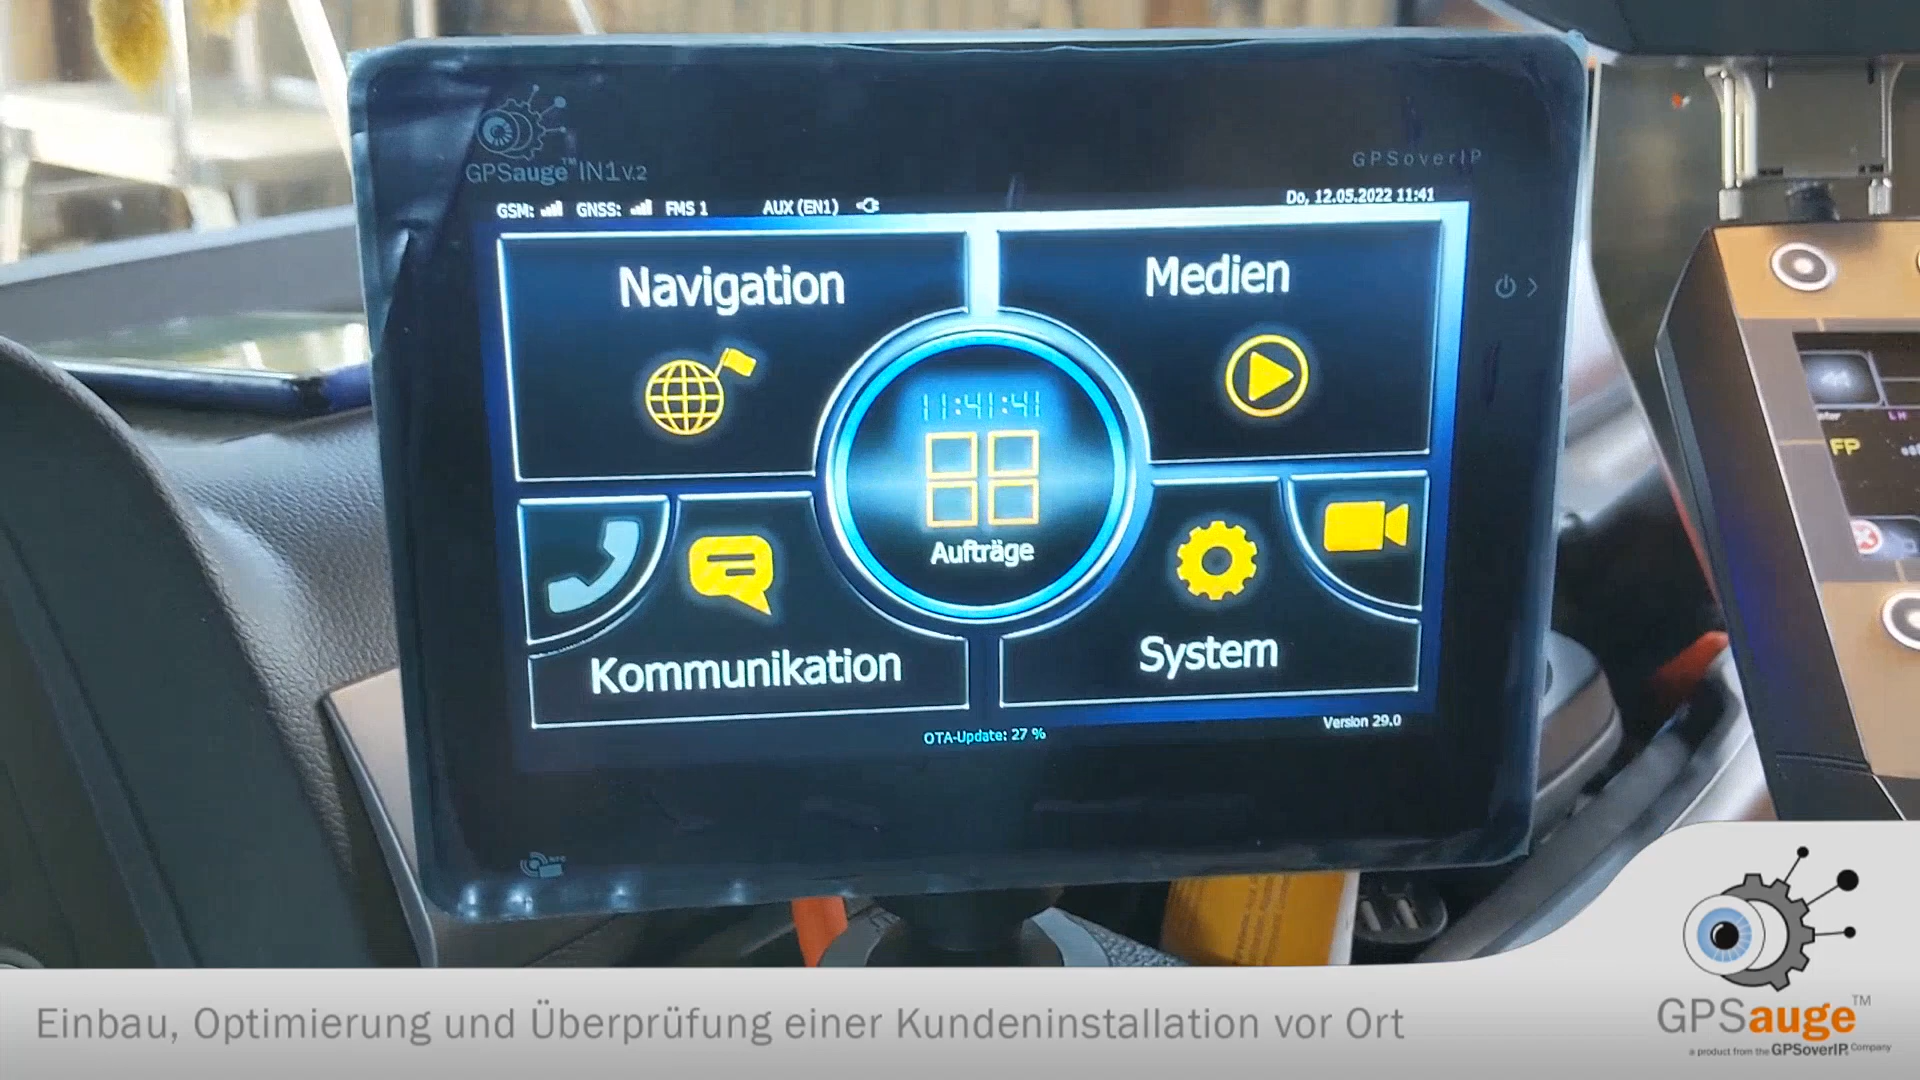 GPSauge™ IN1 V.2
GPSoverIP
GSM: GNSS: FMS 1 AUX (EN1)
Do, 12.05.2022 11:41
Navigation
Medien
11:41:41
Aufträge
Kommunikation
System
OTA-Update: 27 %
Version 29.0
FP
Einbau, Optimierung und Überprüfung einer Kundeninstallation vor Ort
GPSauge™
a product from the GPSoverIP Company